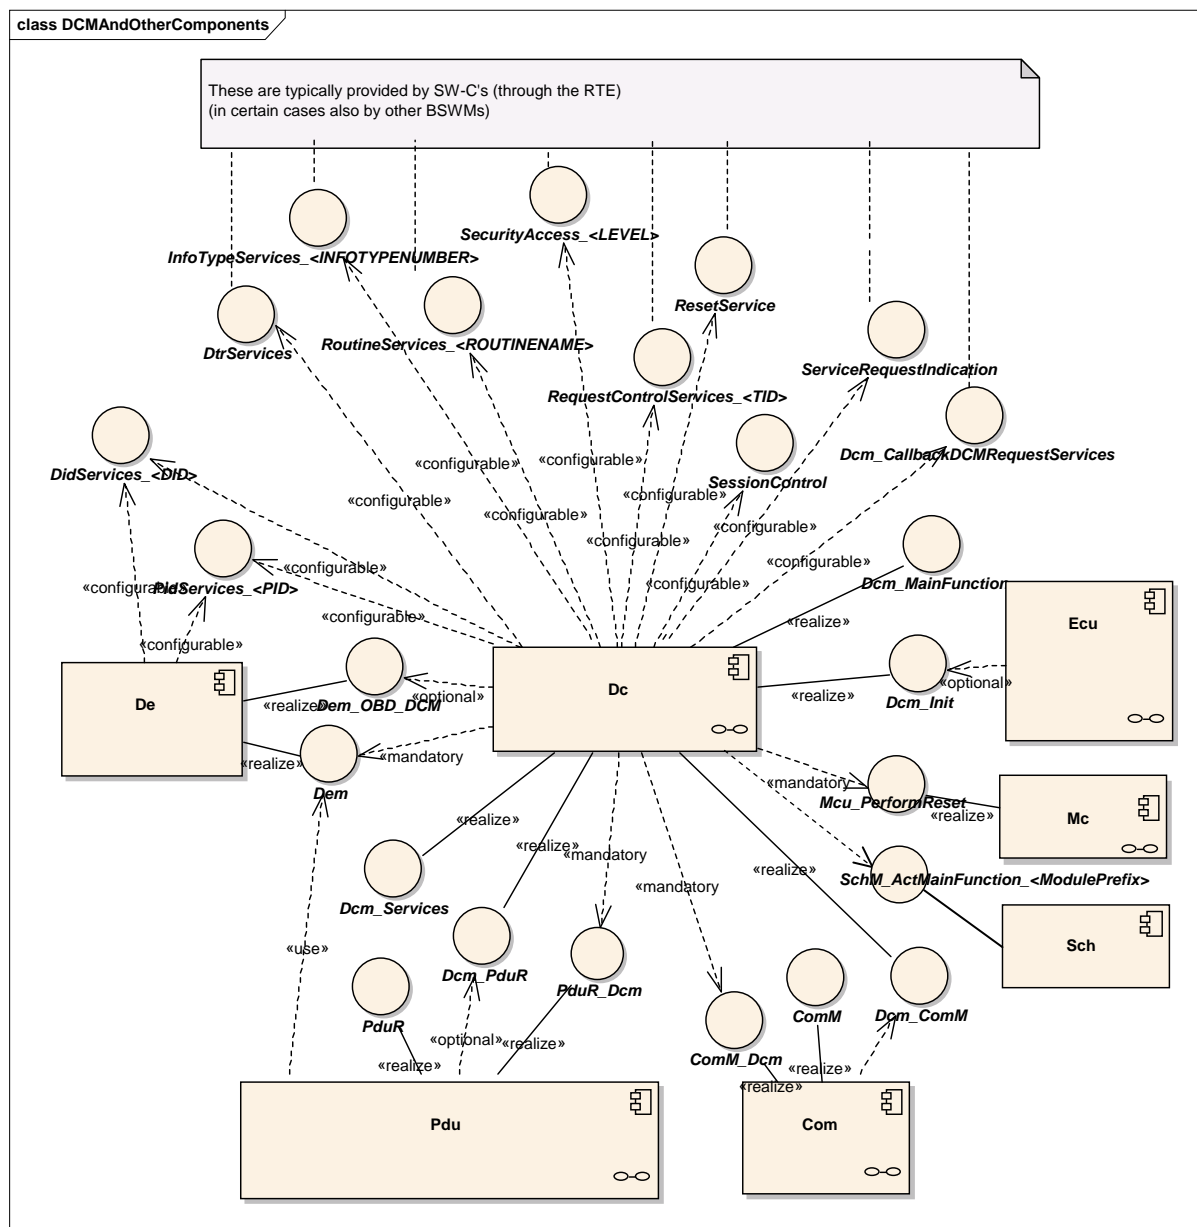 class DCMAndOtherComponents
These are typically provided by SW-C's (through the RTE)
(in certain cases also by other BSWMs)
SecurityAccess_<LEVEL>
InfoTypeServices_<INFOTYPENUMBER>
ResetService
DtrServices
RoutineServices_<ROUTINENAME>
ServiceRequestIndication
RequestControlServices_<TID>
Dcm_CallbackDCMRequestServices
DidServices_<DID>
SessionControl
«configurable»
«configurable»
«configurable»
«configurable»
«configurable»
«configurable»
«configurable»
«configurable»
«configurable»
«configurable»
«configurable»
«configurable»
PidServices_<PID>
«configurable»
«configurable»
Dcm_MainFunction
«realize»
Ecu
De
Dc
«realize»
Dem_OBD_DCM
«optional»
«realize»
Dcm_Init
«optional»
«realize»
Dem
«mandatory
«mandatory
Mcu_PerformReset
«realize»
Mc
«realize»
«realize»
«mandatory
«mandatory
«realize»
SchM_ActMainFunction_<ModulePrefix>
Dcm_Services
Sch
«use»
Dcm_PduR
PduR_Dcm
PduR
ComM
Dcm_ComM
«optional»
«realize»
«realize»
ComM_Dcm
«realize»
«realize»
Pdu
Com